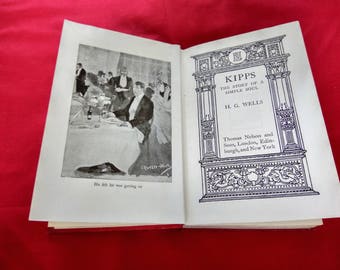 He felt he was getting on
KIPPS
THE STORY OF A
SIMPLE SOUL
H. G. WELLS
Thomas Nelson and
Sons, London, Edin-
burgh, and New York